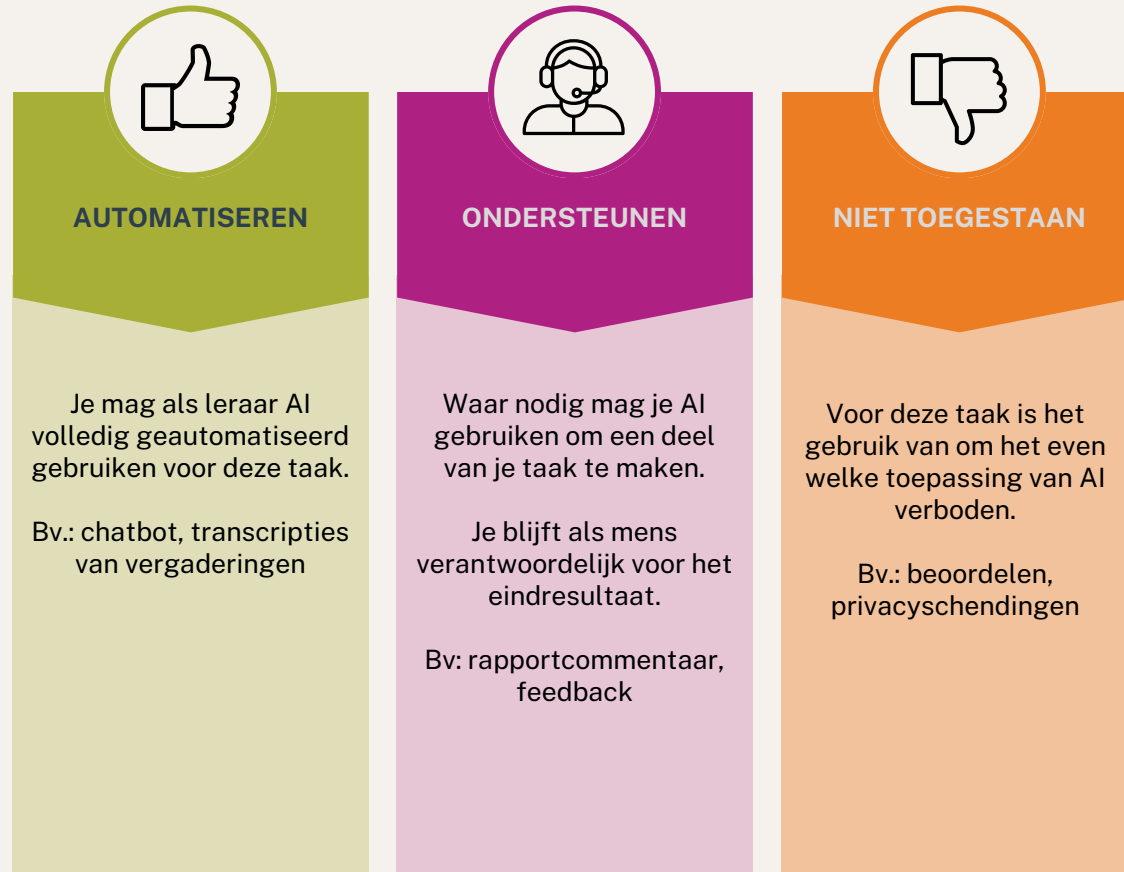 AUTOMATISEREN
Je mag als leraar AI
volledig geautomatiseerd
gebruiken voor deze taak.
Bv.: chatbot, transcripties
van vergaderingen
ONDERSTEUNEN
Waar nodig mag je AI
gebruiken om een deel
van je taak te maken.
Je blijft als mens
verantwoordelijk voor het
eindresultaat.
Bv: rapportcommentaar,
feedback
NIET TOEGESTAAN
Voor deze taak is het
gebruik van om het even
welke toepassing van AI
verboden.
Bv.: beoordelen,
privacyschendingen